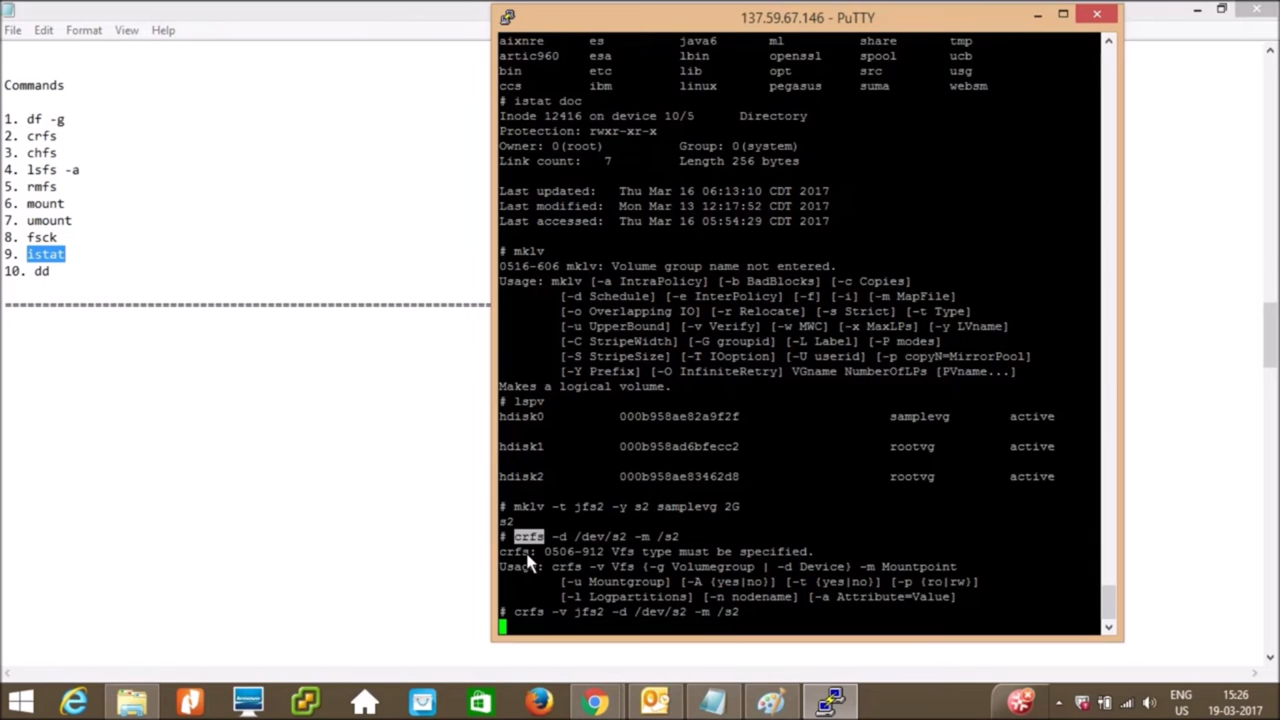 137.59.67.146 - PuTTY
File Edit Format View Help
Commands
1. df -g
2. crfs
3. chfs
4. lsfs -a
5. rmfs
6. mount
7. umount
8. fsck
9. istat
10. dd
aixnre es java6 ml share tmp
artic960 esa lbin openssl spool ucb
bin etc lib opt src usg
ccs ibm linux pegasus suma websm
# istat doc
Inode 12416 on device 10/5 Directory
Protection: rwxr-xr-x
Owner: 0(root) Group: 0(system)
Link count: 7 Length 256 bytes
Last updated: Thu Mar 16 06:13:10 CDT 2017
Last modified: Mon Mar 13 12:17:52 CDT 2017
Last accessed: Thu Mar 16 05:54:29 CDT 2017
# mklv
0516-606 mklv: Volume group name not entered.
Usage: mklv [-a IntraPolicy] [-b BadBlocks] [-c Copies]
[-d Schedule] [-e InterPolicy] [-f] [-i] [-m MapFile]
[-o Overlapping IO] [-r Relocate] [-s Strict] [-t Type]
[-u UpperBound] [-v Verify] [-w MWC] [-x MaxLPs] [-y LVname]
[-C StripeWidth] [-G groupid] [-L Label] [-P modes]
[-S StripeSize] [-T IOoption] [-U userid] [-p copyN=MirrorPool]
[-Y Prefix] [-O InfiniteRetry] VGname NumberOfLPs [PVname...]
Makes a logical volume.
# lspv
hdisk0 000b958ae82a9f2f samplevg active
hdisk1 000b958ad6bfecc2 rootvg active
hdisk2 000b958ae83462d8 rootvg active
# mklv -t jfs2 -y s2 samplevg 2G
s2
# crfs -d /dev/s2 -m /s2
crfs: 0506-912 Vfs type must be specified.
Usage: crfs -v Vfs {-g Volumegroup | -d Device} -m Mountpoint
[-u Mountgroup] [-A {yes|no}] [-t {yes|no}] [-p {ro|rw}]
[-l Logpartitions] [-n nodename] [-a Attribute=Value]
# crfs -v jfs2 -d /dev/s2 -m /s2
ENG 15:26
US 19-03-2017